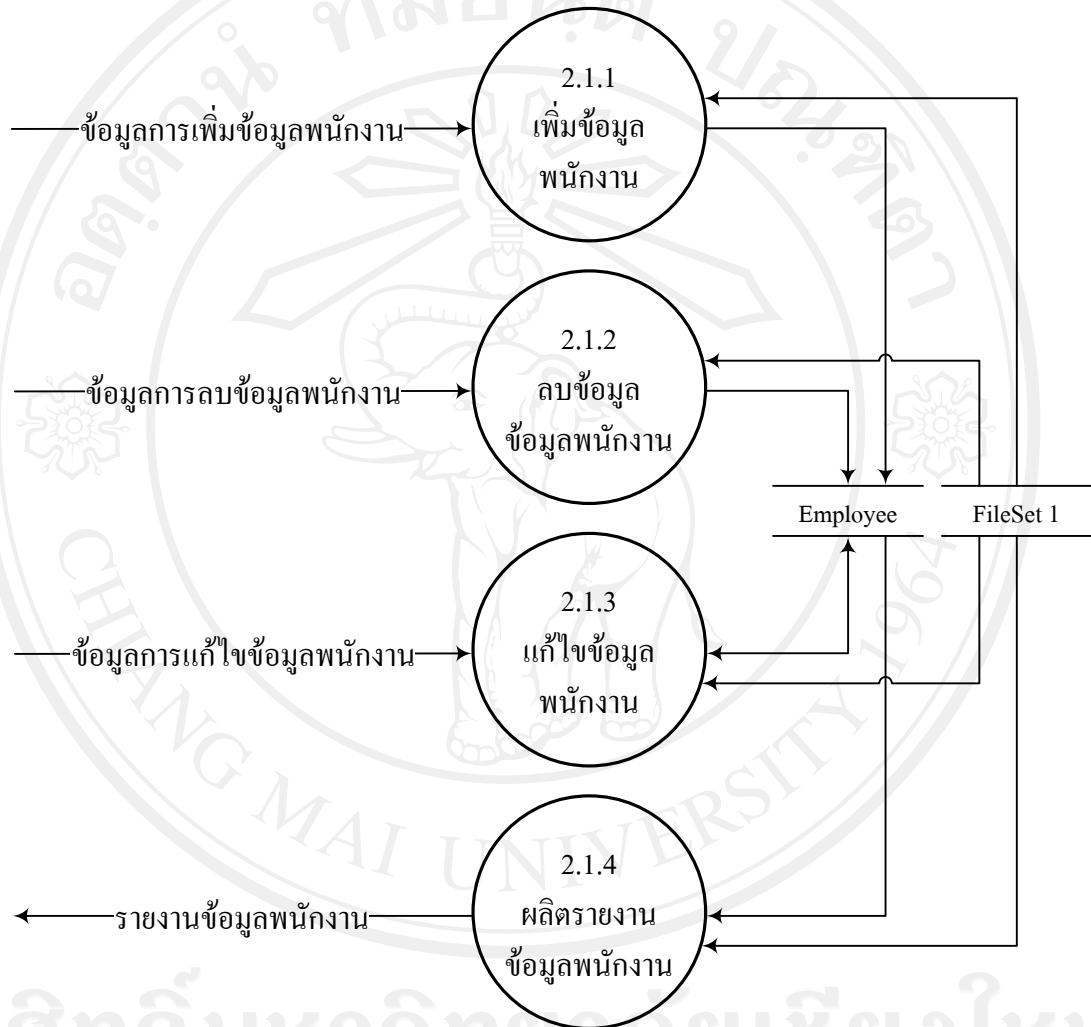 2.1.1
เพิ่มข้อมูล
พนักงาน
ข้อมูลการเพิ่มข้อมูลพนักงาน
2.1.2
ลบข้อมูล
ข้อมูลพนักงาน
ข้อมูลการลบข้อมูลพนักงาน
Employee
FileSet 1
2.1.3
แก้ไขข้อมูล
พนักงาน
ข้อมูลการแก้ไขข้อมูลพนักงาน
2.1.4
ผลิตรายงาน
ข้อมูลพนักงาน
รายงานข้อมูลพนักงาน
CHIANG MAI UNIVERSITY 1964